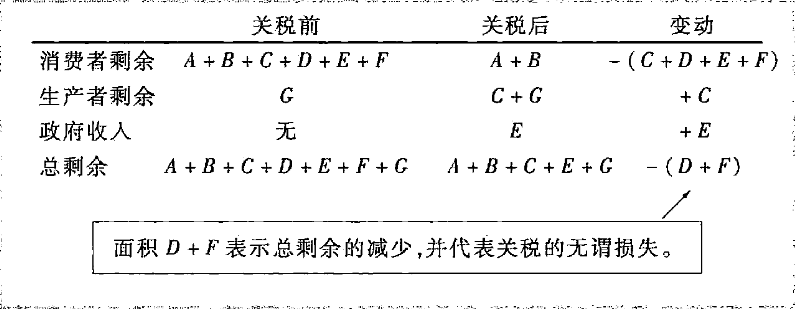 关税前 关税后 变动
消费者剩余 A+B+C+D+E+F A+B -(C+D+E+F)
生产者剩余 G C+G +C
政府收入 无 E +E
总剩余 A+B+C+D+E+F+G A+B+C+E+G -(D+F)
面积 D+F 表示总剩余的减少,并代表关税的无谓损失。